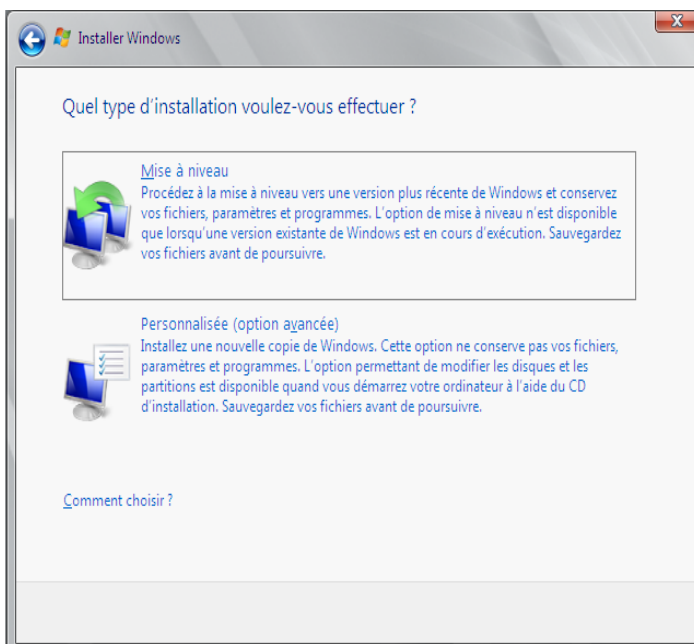 Installer Windows
Quel type d'installation voulez-vous effectuer ?
Mise à niveau
Procédez à la mise à niveau vers une version plus récente de Windows et conservez
vos fichiers, paramètres et programmes. L'option de mise à niveau n'est disponible
que lorsqu'une version existante de Windows est en cours d'exécution. Sauvegardez
vos fichiers avant de poursuivre.
Personnalisée (option avancée)
Installez une nouvelle copie de Windows. Cette option ne conserve pas vos fichiers,
paramètres et programmes. L'option permettant de modifier les disques et les
partitions est disponible quand vous démarrez votre ordinateur à l'aide du CD
d'installation. Sauvegardez vos fichiers avant de poursuivre.
Comment choisir ?